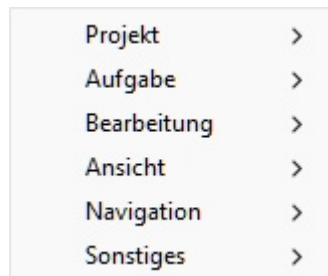 Projekt
Aufgabe
Bearbeitung
Ansicht
Navigation
Sonstiges